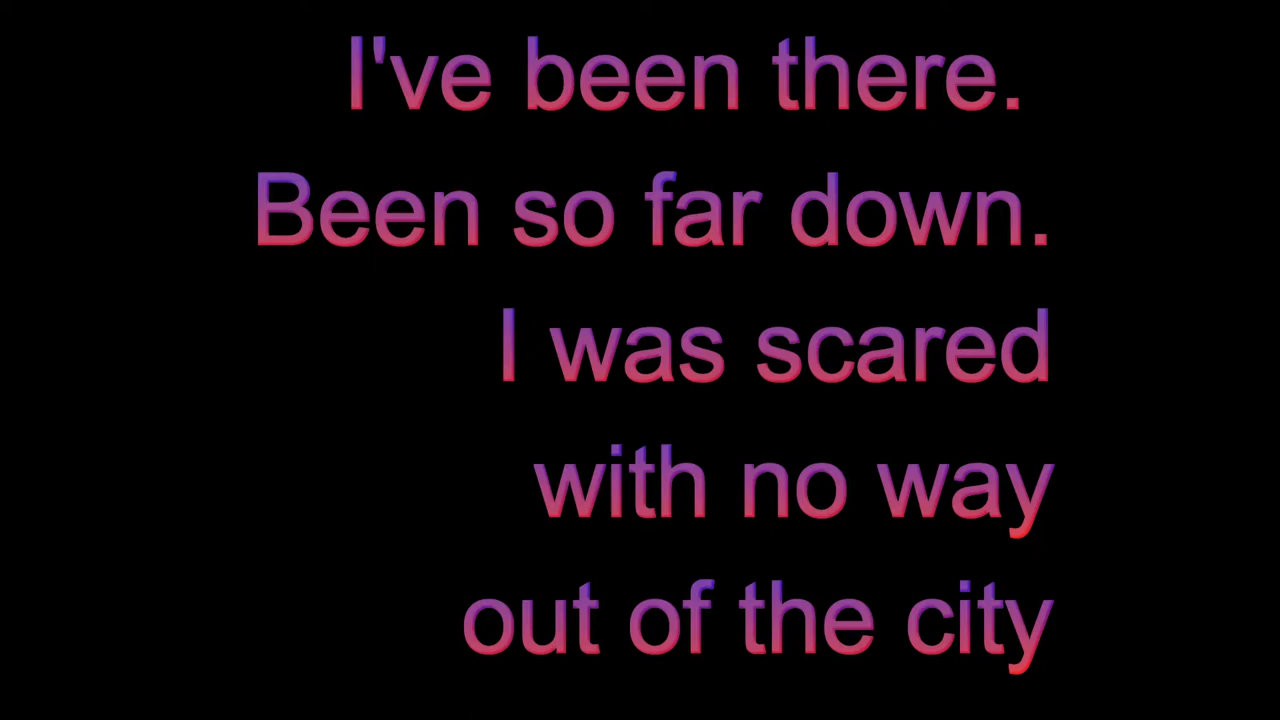 I've been there.
Been so far down.
I was scared
with no way
out of the city